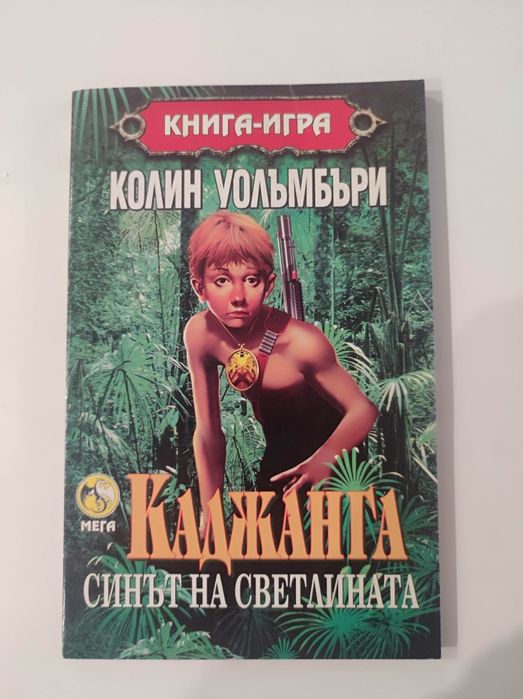 КНИГА-ИГРА
КОЛИН УОЛЪМБЪРИ
МЕГА
КАДЖАНГА
СИНЪТ НА СВЕТЛИНАТА